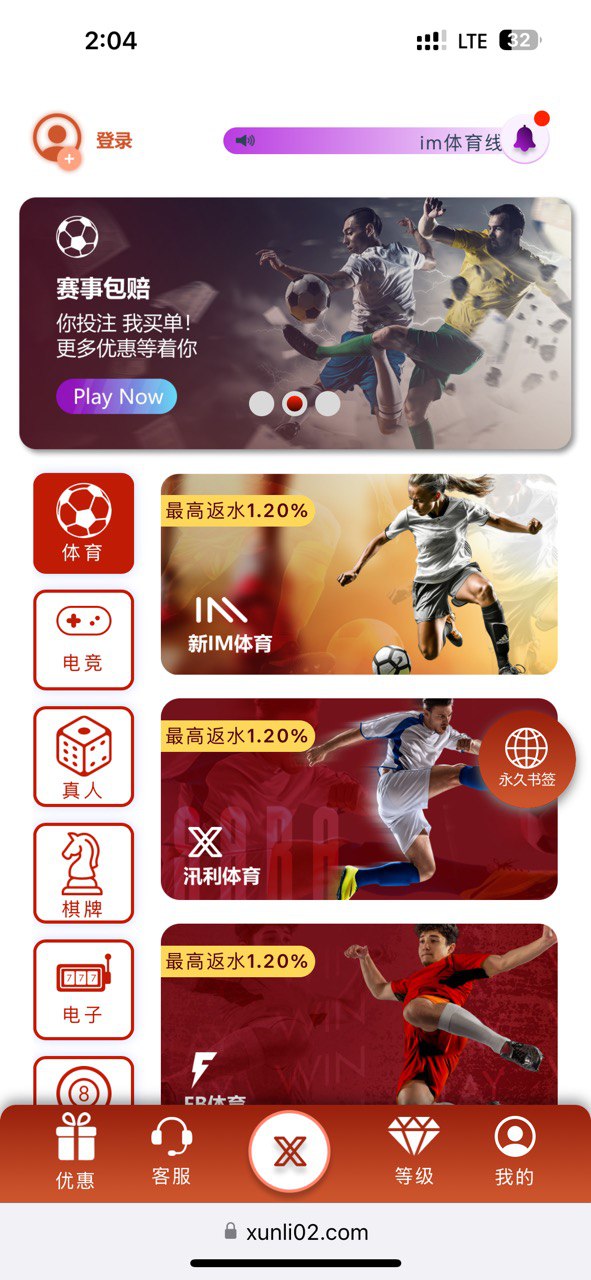 2:04
LTE
32
登录
im体育线
赛事包赔
你投注 我买单！
更多优惠等着你
Play Now
体育
最高返水1.20%
新IM体育
电竞
最高返水1.20%
永久书签
真人
汛利体育
棋牌
最高返水1.20%
777
电子
WIN
WIN
8
FB体育
优惠
客服
等级
我的
xunli02.com